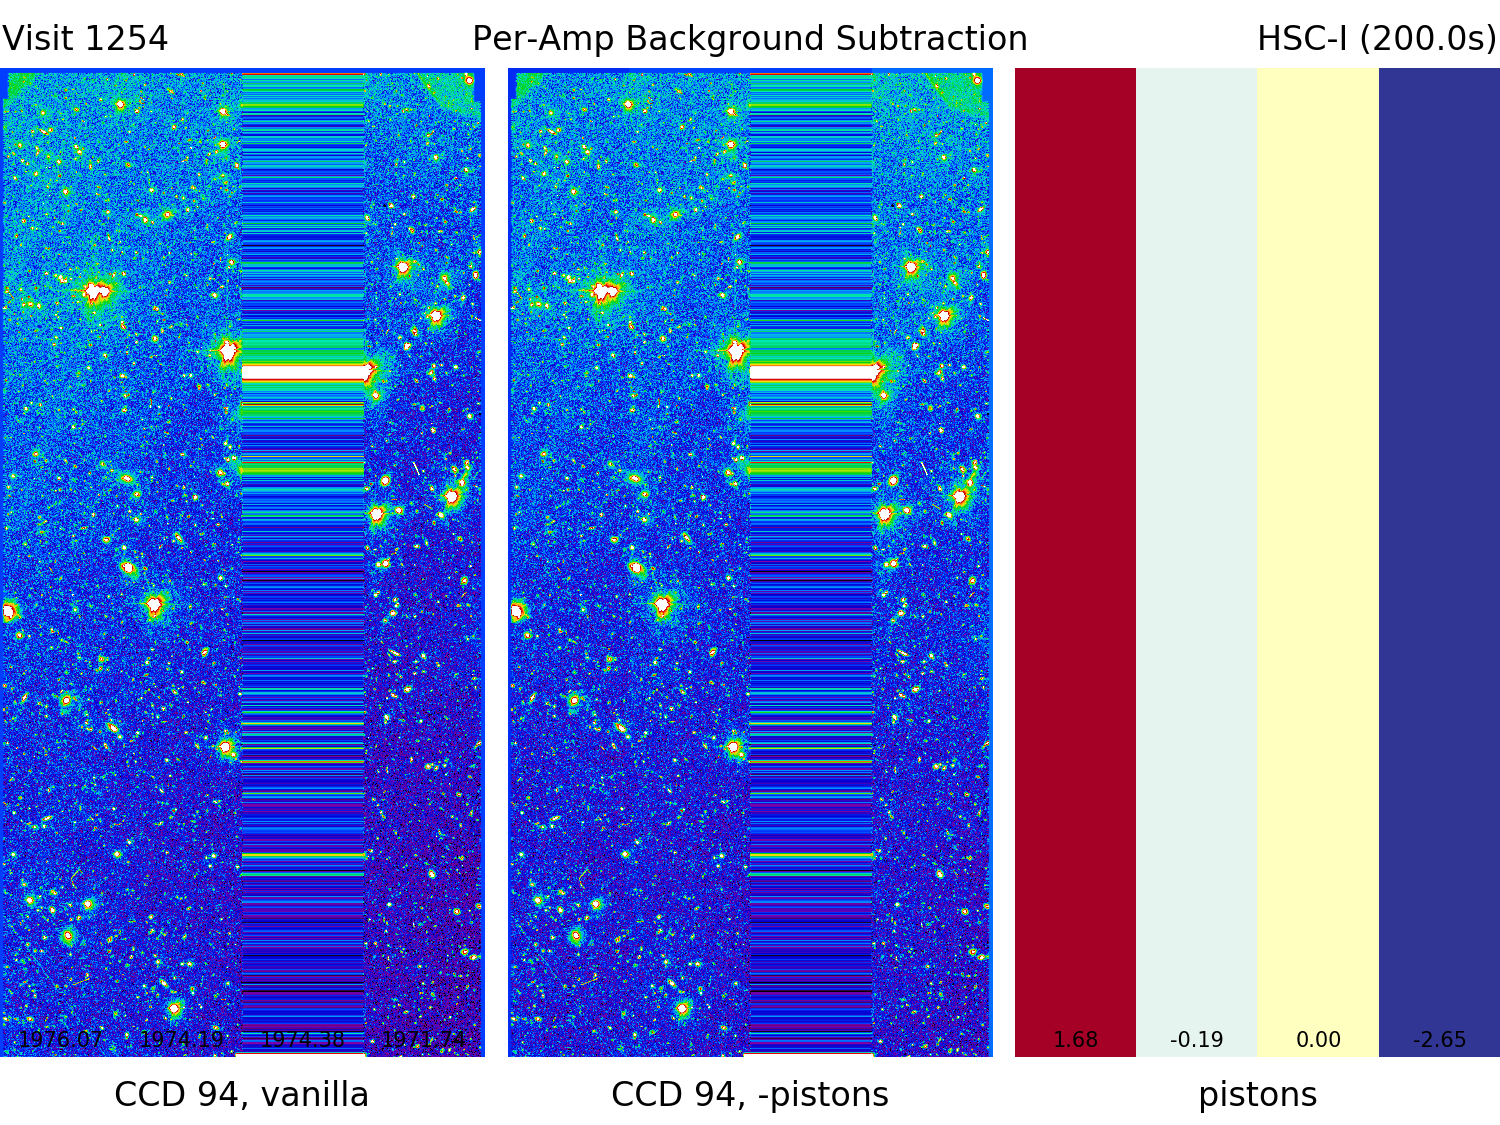 Visit 1254 Per-Amp Background Subtraction HSC-I (200.0s)
1976.07 1974.19 1974.38 1971.74 1.68 -0.19 0.00 -2.65
CCD 94, vanilla CCD 94, -pistons pistons